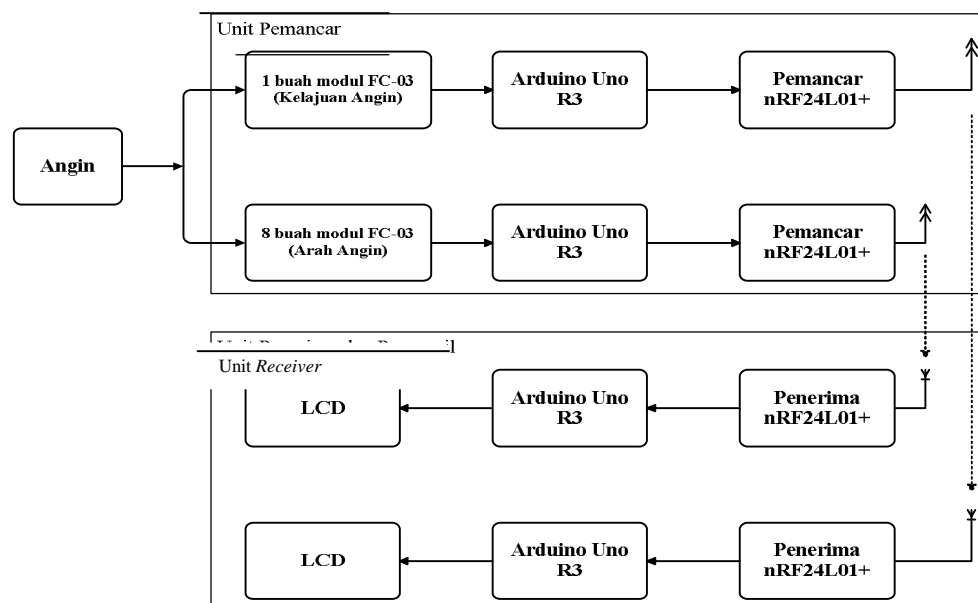 Unit Pemancar
1 buah modul FC-03
(Kelajuan Angin)
Arduino Uno
R3
Pemancar
nRF24L01+
Angin
8 buah modul FC-03
(Arah Angin)
Arduino Uno
R3
Pemancar
nRF24L01+
Unit Receiver
LCD
Arduino Uno
R3
Penerima
nRF24L01+
LCD
Arduino Uno
R3
Penerima
nRF24L01+